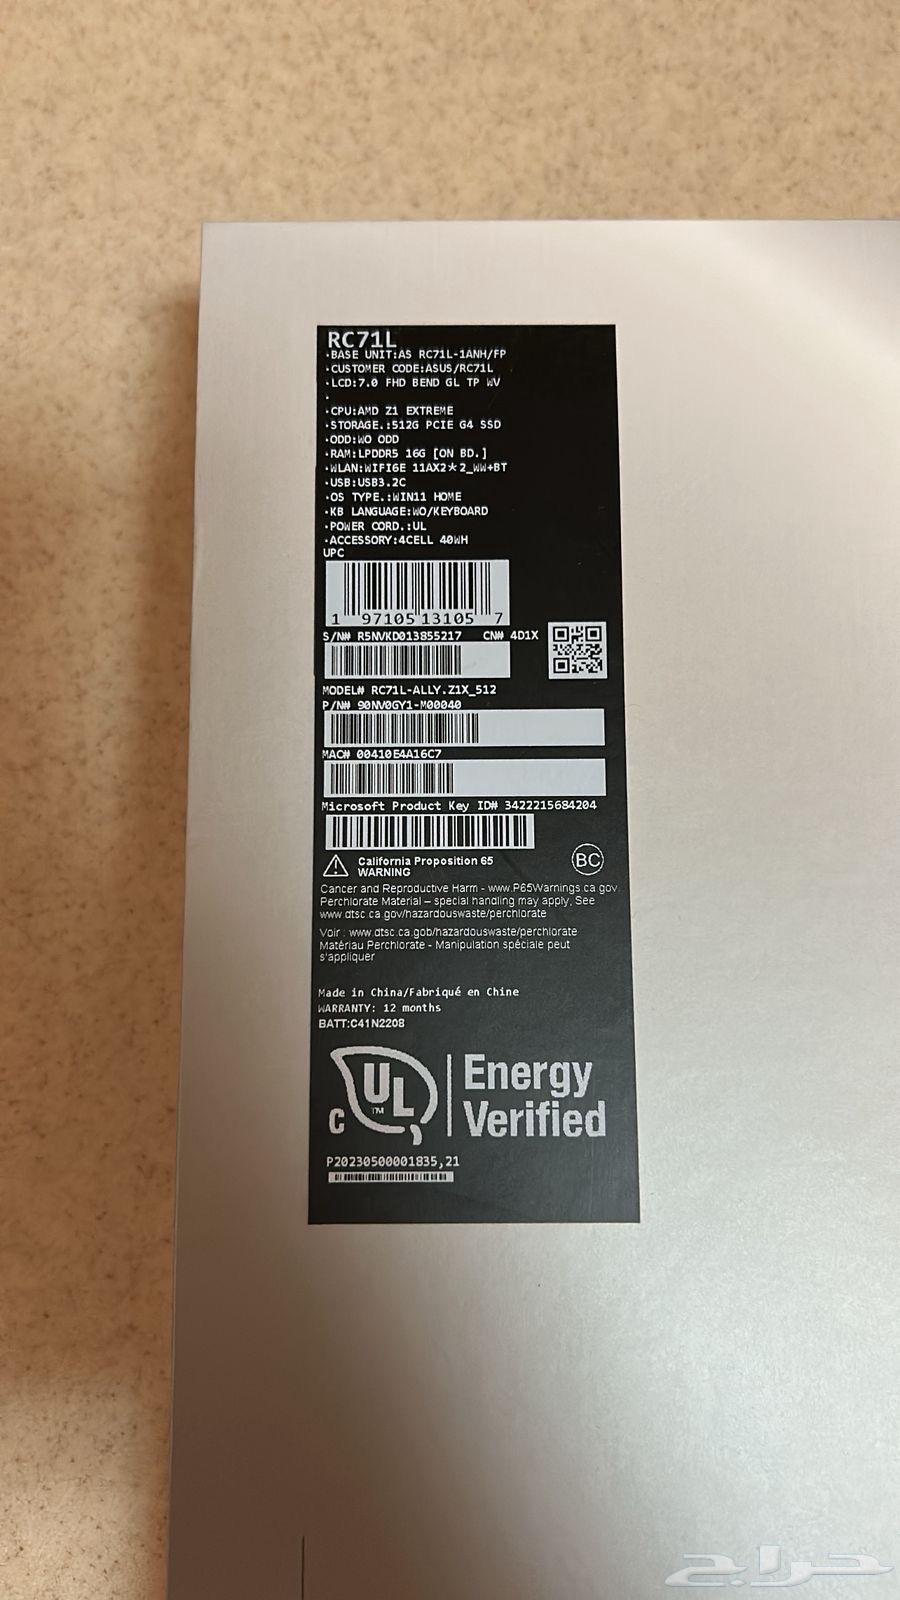 RC71L
·BASE UNIT:AS RC71L-1ANH/FP
·CUSTOMER CODE:ASUS/RC71L
·LCD:7.0 FHD BEND GL TP WV
·
·CPU:AMD Z1 EXTREME
·STORAGE.:512G PCIE G4 SSD
·ODD:WO ODD
·RAM:LPDDR5 16G [ON BD.]
·WLAN:WIFI6E 11AX2*2_WW+BT
·USB:USB3.2C
·OS TYPE.:WIN11 HOME
·KB LANGUAGE:WO/KEYBOARD
·POWER CORD.:UL
·ACCESSORY:4CELL 40WH
UPC
1 97105 13105 7
S/N# R5NVKD013855217 CN# 4D1X
MODEL# RC71L-ALLY.Z1X_512
P/N# 90NV0GY1-M00040
MAC# 00410E4A16C7
Microsoft Product Key ID# 3422215684204
California Proposition 65
WARNING
BC
Cancer and Reproductive Harm - www.P65Warnings.ca.gov.
Perchlorate Material – special handling may apply, See
www.dtsc.ca.gov/hazardouswaste/perchlorate
Voir : www.dtsc.ca.gob/hazardouswaste/perchlorate
Matériau Perchlorate - Manipulation spéciale peut
s'appliquer
Made in China/Fabriqué en Chine
WARRANTY: 12 months
BATT:C41N2208
C UL TM Energy
Verified
P20230500001835,21
حراج